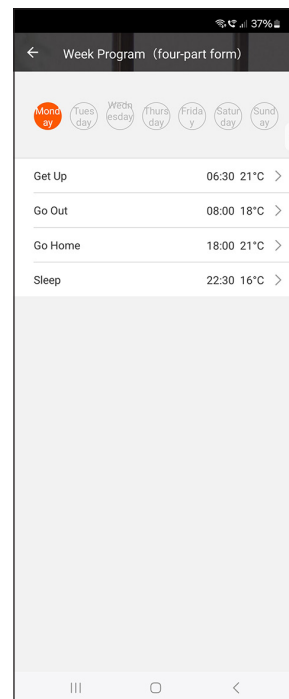 37%
Week Program (four-part form)
Mond
ay
Tues
day
Wedn
esday
Thurs
day
Frida
y
Satur
day
Sund
ay
Get Up 06:30 21°C
Go Out 08:00 18°C
Go Home 18:00 21°C
Sleep 22:30 16°C